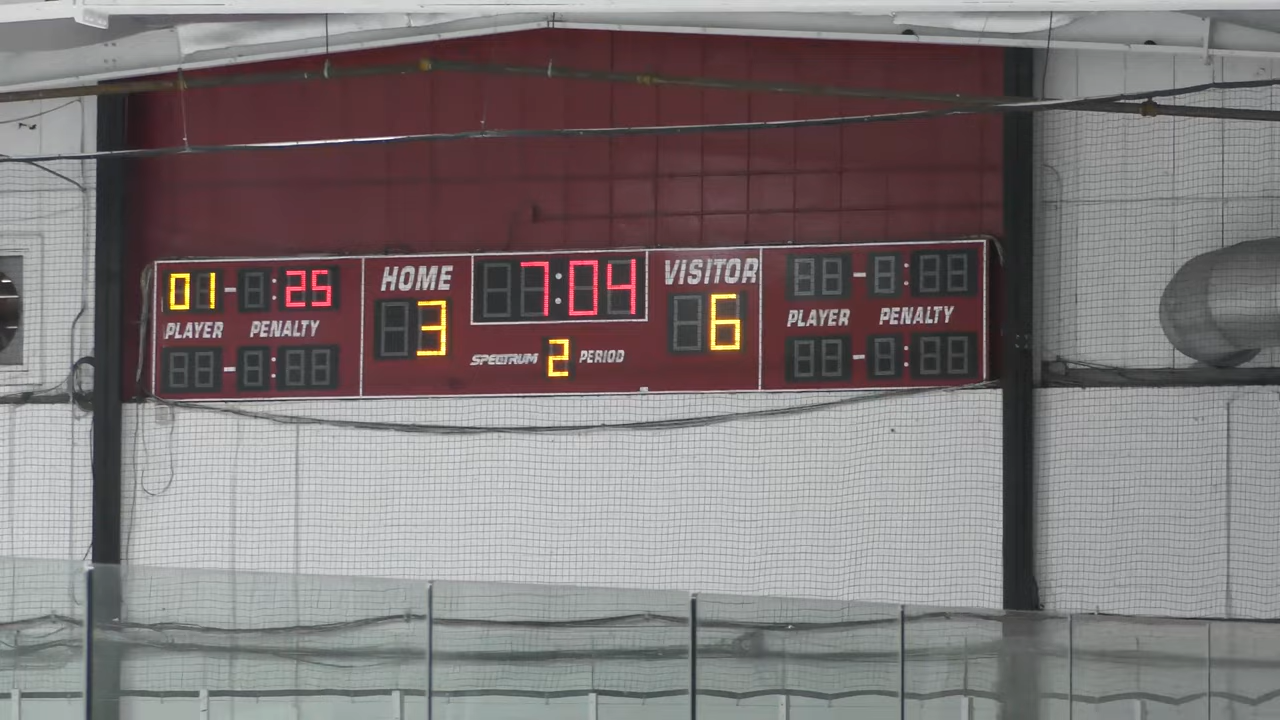 01 - :25 HOME 7:04 VISITOR - :
PLAYER PENALTY 3 6 PLAYER PENALTY
SPECTRUM 2 PERIOD